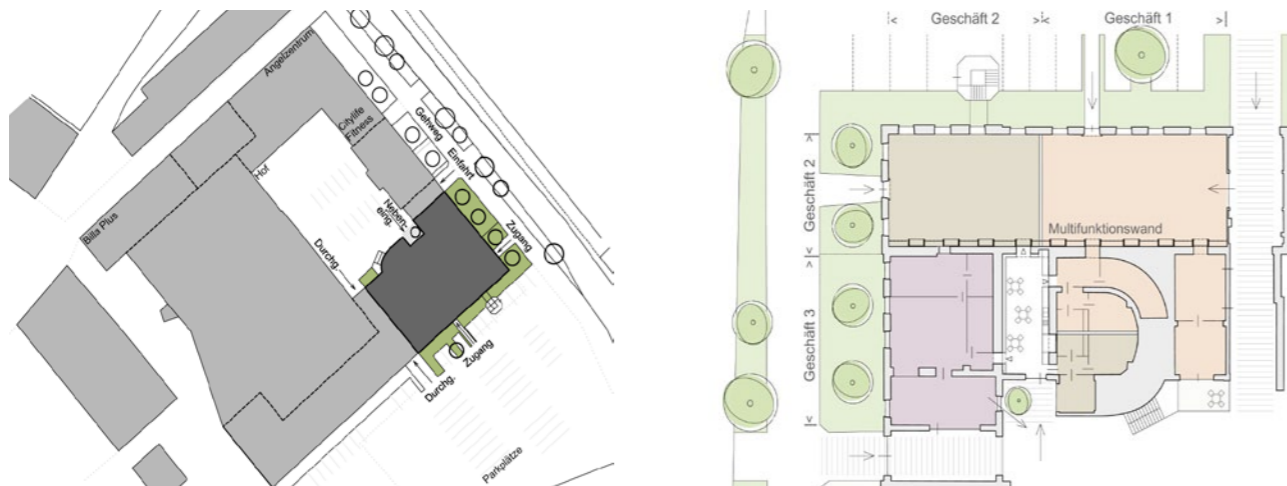 Angelzentrum
Citylife
Fitness
Gehweg
Einfahrt
Hof
Billa Plus
Neben-
eing.
Zugang
Durchg.
Zugang
Durchg.
Parkplätze
Geschäft 2
Geschäft 1
Geschäft 2
Multifunktionswand
Geschäft 3